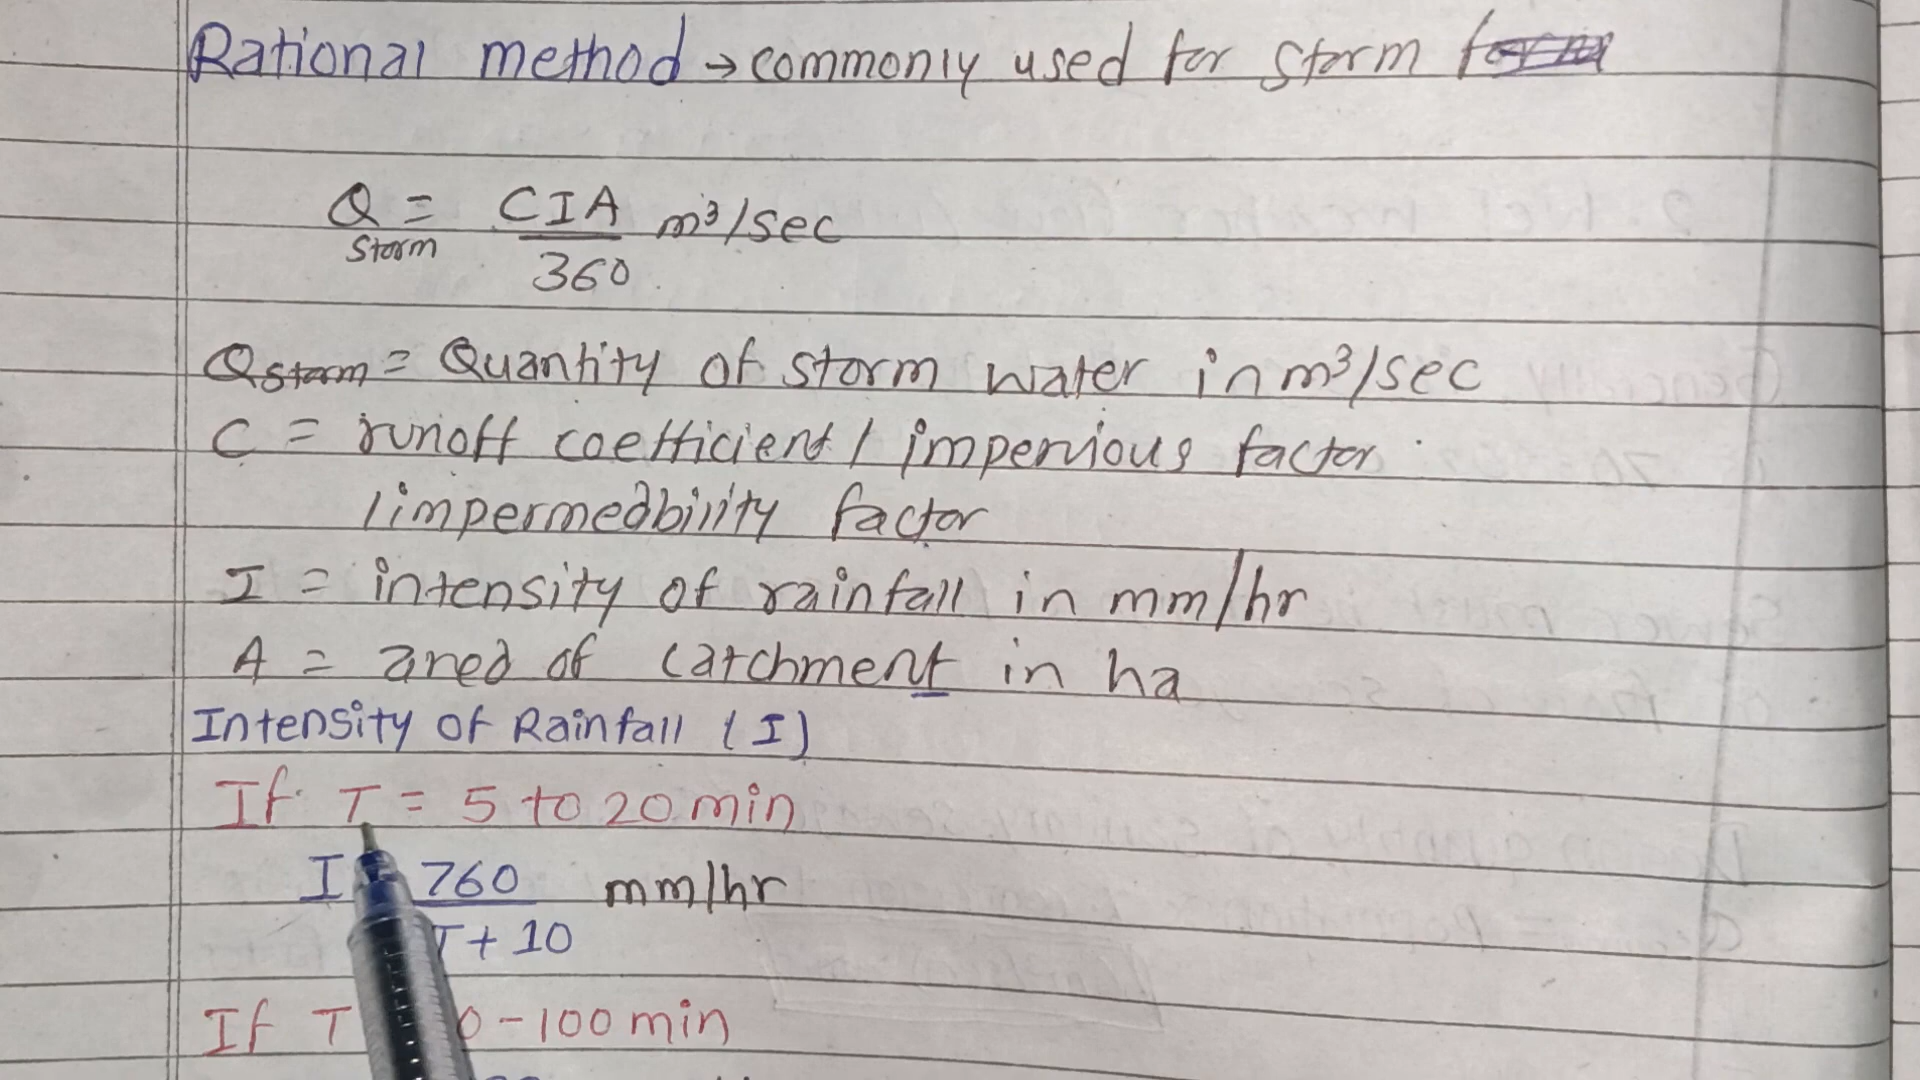 Rational method → commonly used for storm
Q storm = CIA / 360 m³/sec
Qstorm = Quantity of storm water in m³/sec
C = runoff coefficient / impervious factor
/impermeability factor
I = intensity of rainfall in mm/hr
A = area of catchment in ha
Intensity of Rainfall (I)
If T = 5 to 20 min
I 760 / T + 10 mm/hr
If T 0 - 100 min